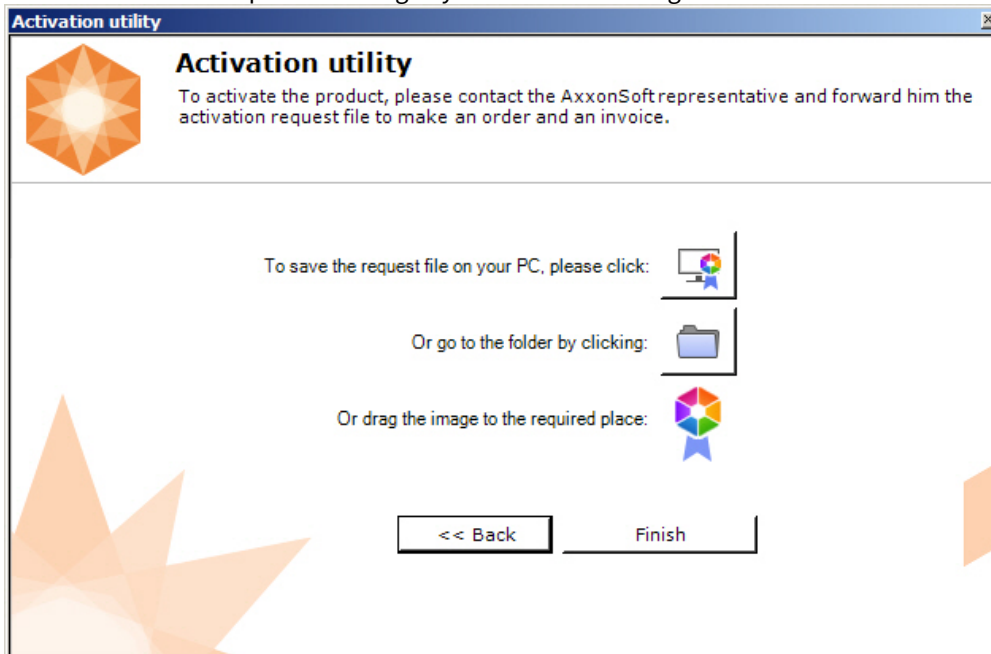 Activation utility
Activation utility
To activate the product, please contact the AxxonSoft representative and forward him the
activation request file to make an order and an invoice.
To save the request file on your PC, please click:
Or go to the folder by clicking:
Or drag the image to the required place:
<< Back
Finish